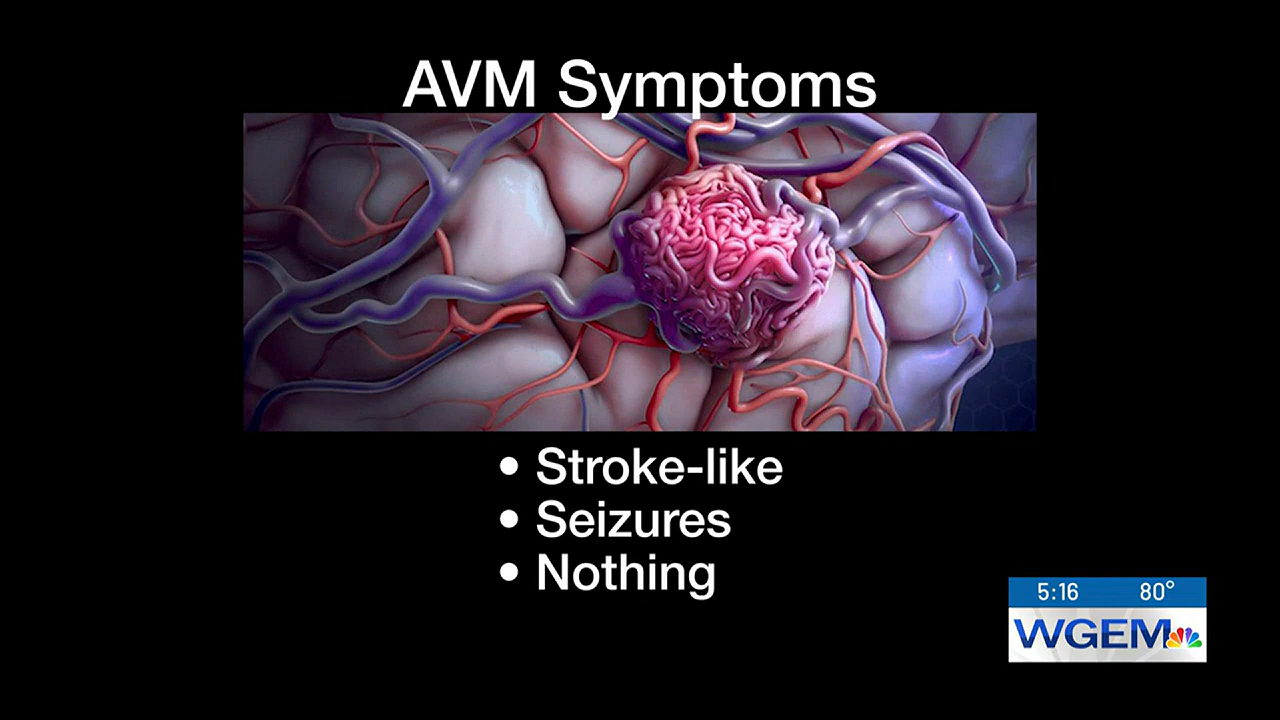 AVM Symptoms
• Stroke-like
• Seizures
• Nothing
5:16 80°
WGEM